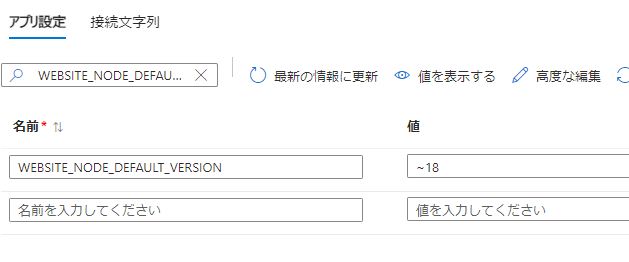 アプリ設定 接続文字列
WEBSITE_NODE_DEFAU... 最新の情報に更新 値を表示する 高度な編集
名前* 値
WEBSITE_NODE_DEFAULT_VERSION ~18
名前を入力してください 値を入力してください